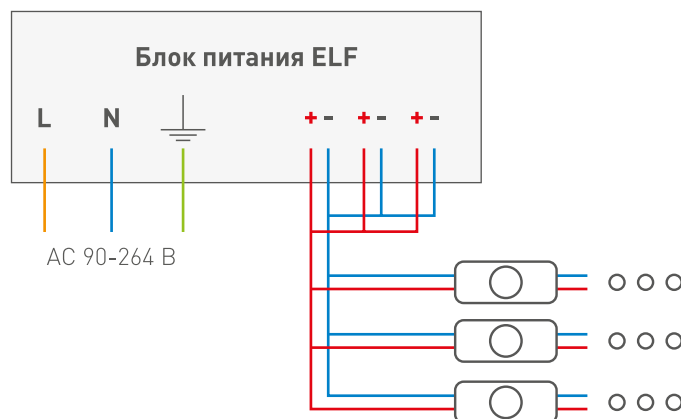 Блок питания ELF
L N + - + - + -
AC 90-264 В